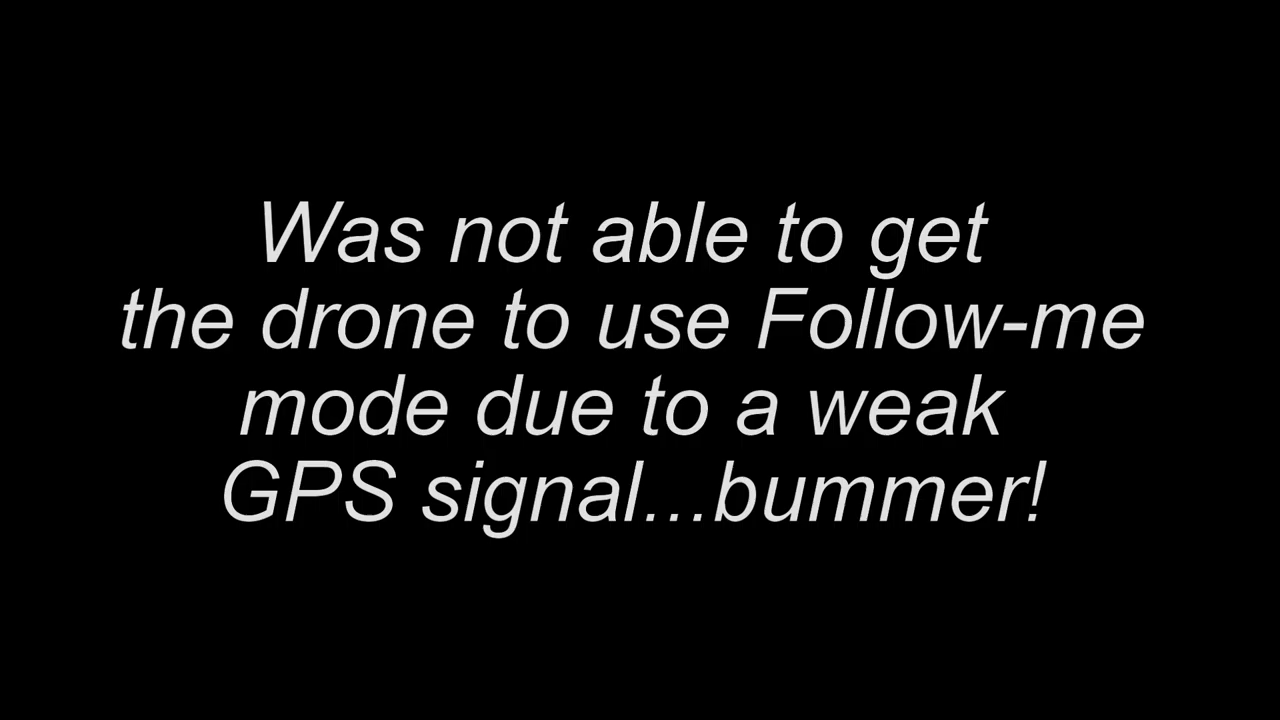 Was not able to get
the drone to use Follow-me
mode due to a weak
GPS signal...bummer!